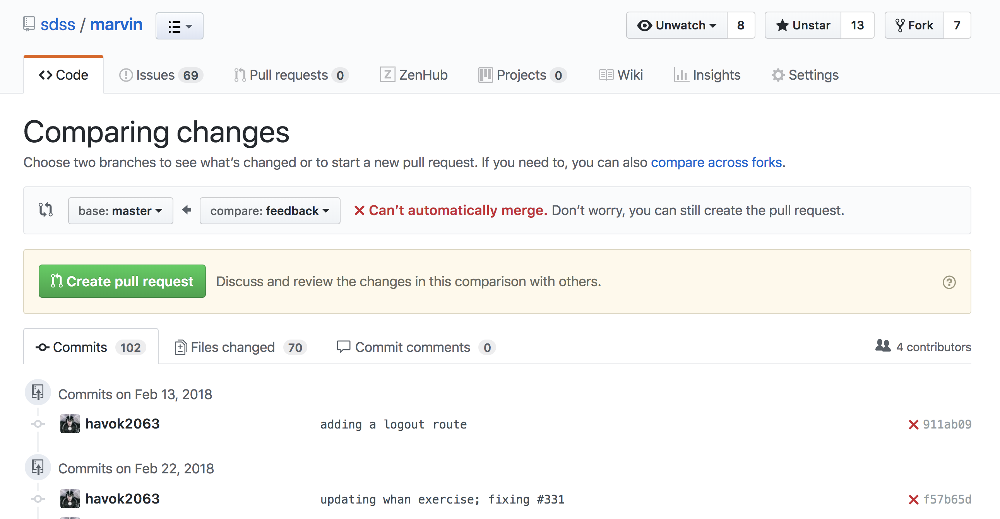 sdss / marvin
Unwatch 8 Unstar 13 Fork 7
Code Issues 69 Pull requests 0 Z ZenHub Projects 0 Wiki Insights Settings
Comparing changes
Choose two branches to see what’s changed or to start a new pull request. If you need to, you can also compare across forks.
base: master compare: feedback Can’t automatically merge. Don’t worry, you can still create the pull request.
Create pull request Discuss and review the changes in this comparison with others. ?
Commits 102 Files changed 70 Commit comments 0 4 contributors
Commits on Feb 13, 2018
havok2063 adding a logout route 911ab09
Commits on Feb 22, 2018
havok2063 updating whan exercise; fixing #331 f57b65d